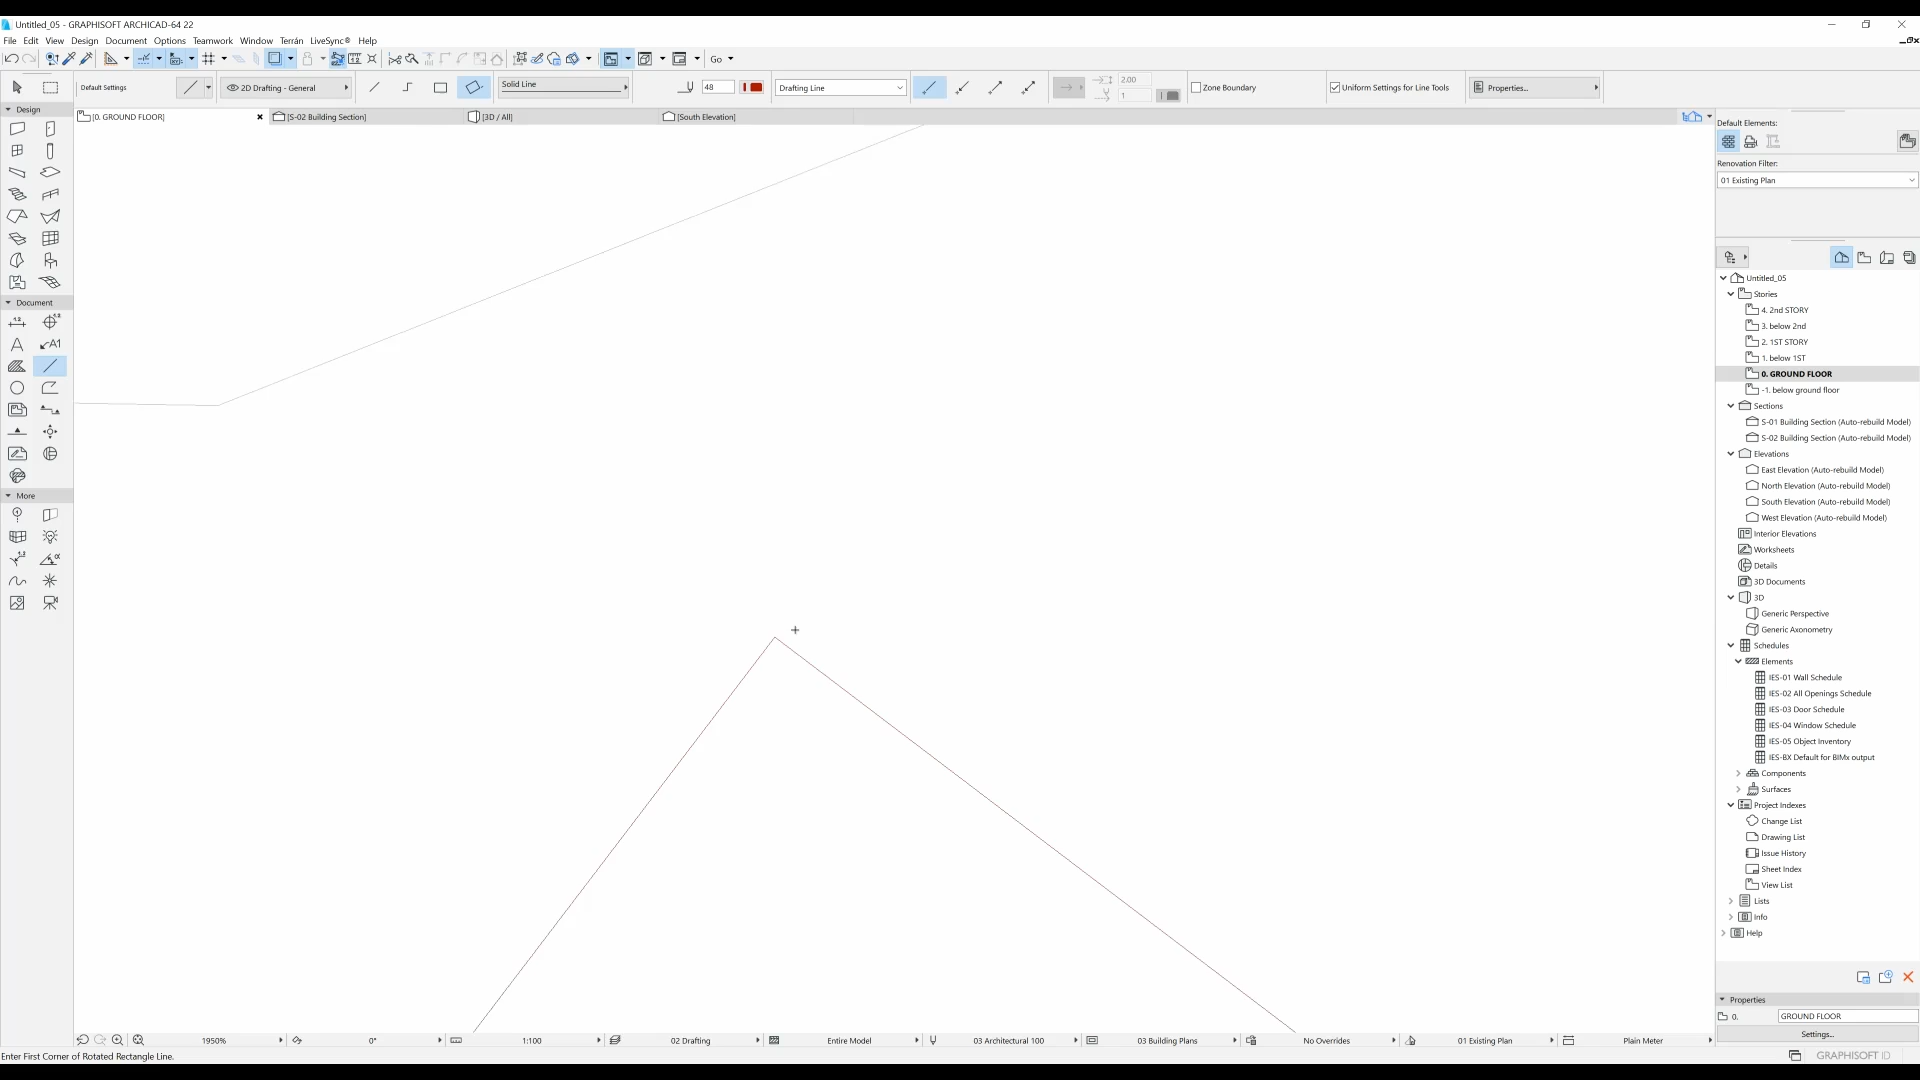 Untitled_05 - GRAPHISOFT ARCHICAD-64 22
File Edit View Design Document Options Teamwork Window Terrán LiveSync® Help
Go
Default Settings
2D Drafting - General
Solid Line
48
Drafting Line
2.00
1
Zone Boundary
Uniform Settings for Line Tools
Properties...
[0. GROUND FLOOR]
[S-02 Building Section]
[3D / All]
[South Elevation]
Design
Document
More
Default Elements:
Renovation Filter:
01 Existing Plan
Untitled_05
Stories
4. 2nd STORY
3. below 2nd
2. 1ST STORY
1. below 1ST
0. GROUND FLOOR
-1. below ground floor
Sections
S-01 Building Section (Auto-rebuild Model)
S-02 Building Section (Auto-rebuild Model)
Elevations
East Elevation (Auto-rebuild Model)
North Elevation (Auto-rebuild Model)
South Elevation (Auto-rebuild Model)
West Elevation (Auto-rebuild Model)
Interior Elevations
Worksheets
Details
3D Documents
3D
Generic Perspective
Generic Axonometry
Schedules
Elements
IES-01 Wall Schedule
IES-02 All Openings Schedule
IES-03 Door Schedule
IES-04 Window Schedule
IES-05 Object Inventory
IES-BX Default for BIMx output
Components
Surfaces
Project Indexes
Change List
Drawing List
Issue History
Sheet Index
View List
Lists
Info
Help
Properties
0. GROUND FLOOR
Settings...
1950%
0°
1:100
02 Drafting
Entire Model
03 Architectural 100
03 Building Plans
No Overrides
01 Existing Plan
Plain Meter
Enter First Corner of Rotated Rectangle Line.
GRAPHISOFT ID